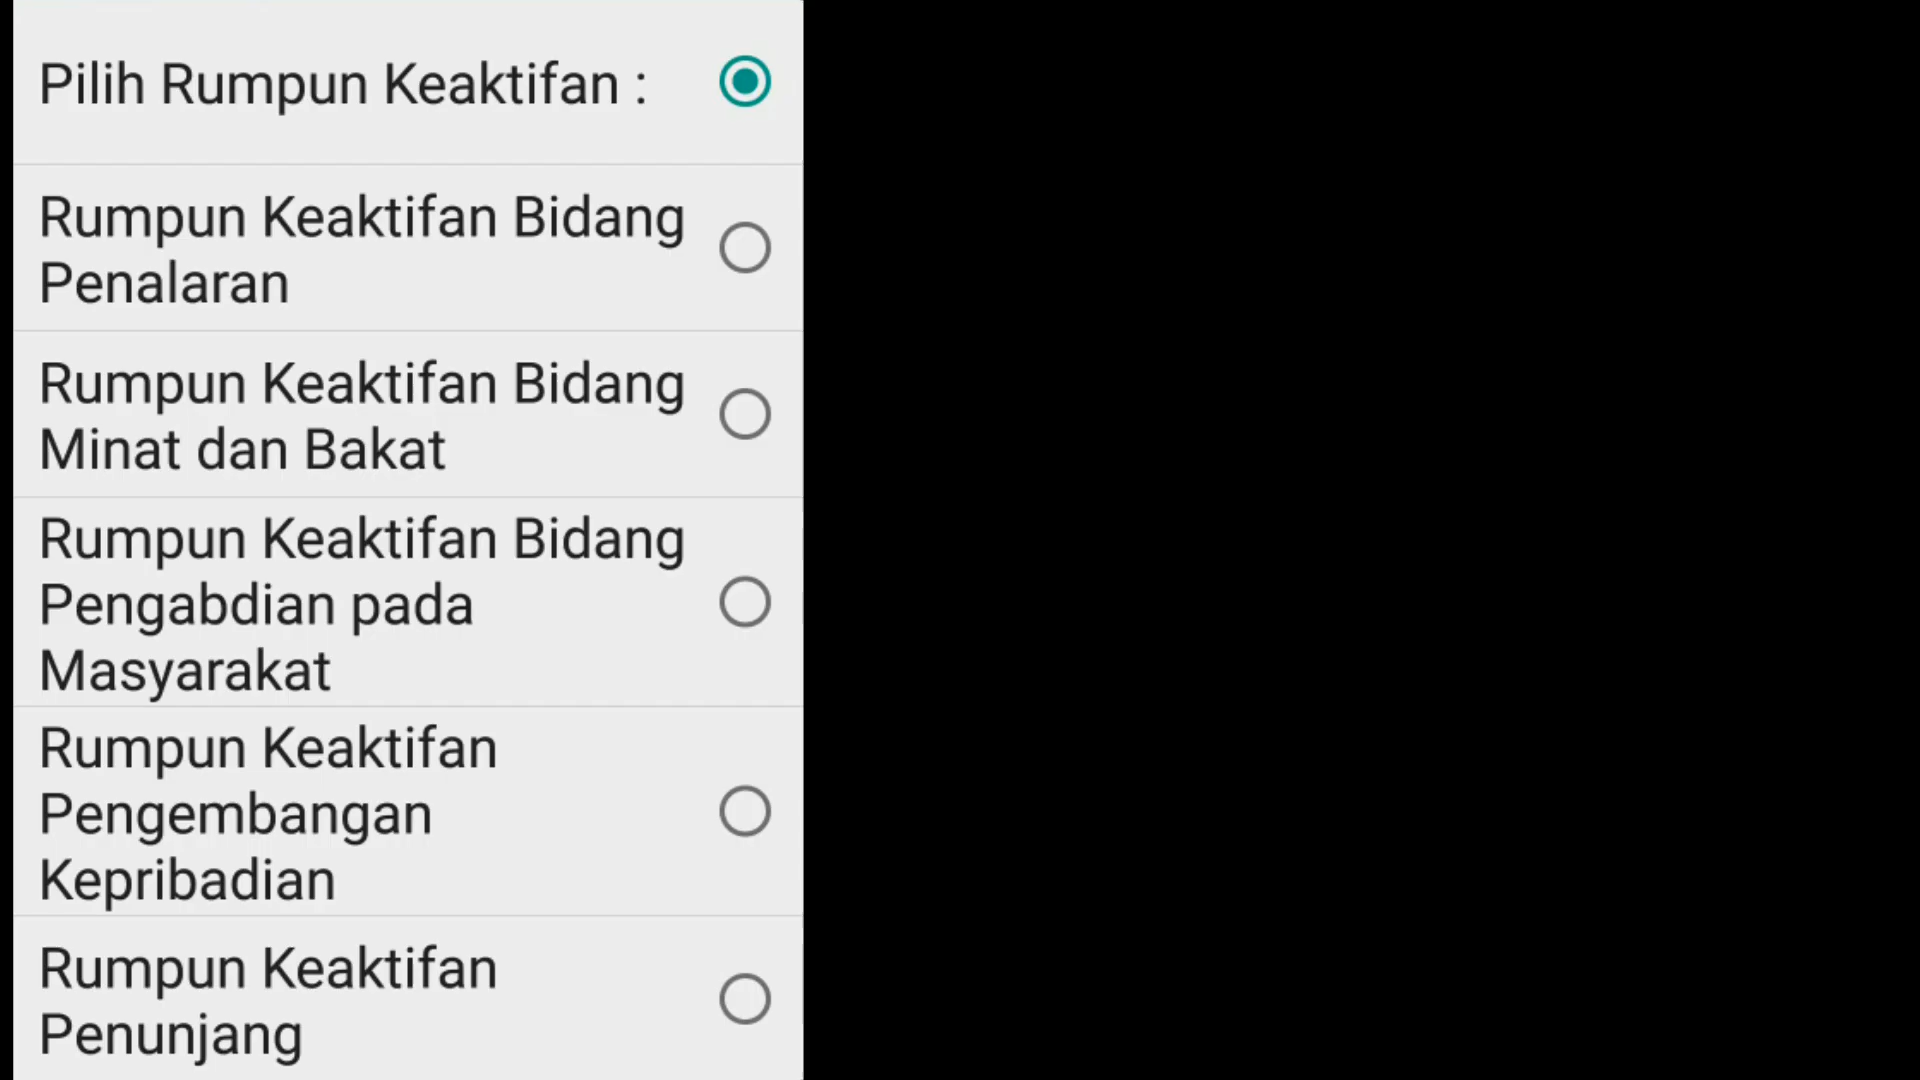 Pilih Rumpun Keaktifan :
Rumpun Keaktifan Bidang
Penalaran
Rumpun Keaktifan Bidang
Minat dan Bakat
Rumpun Keaktifan Bidang
Pengabdian pada
Masyarakat
Rumpun Keaktifan
Pengembangan
Kepribadian
Rumpun Keaktifan
Penunjang